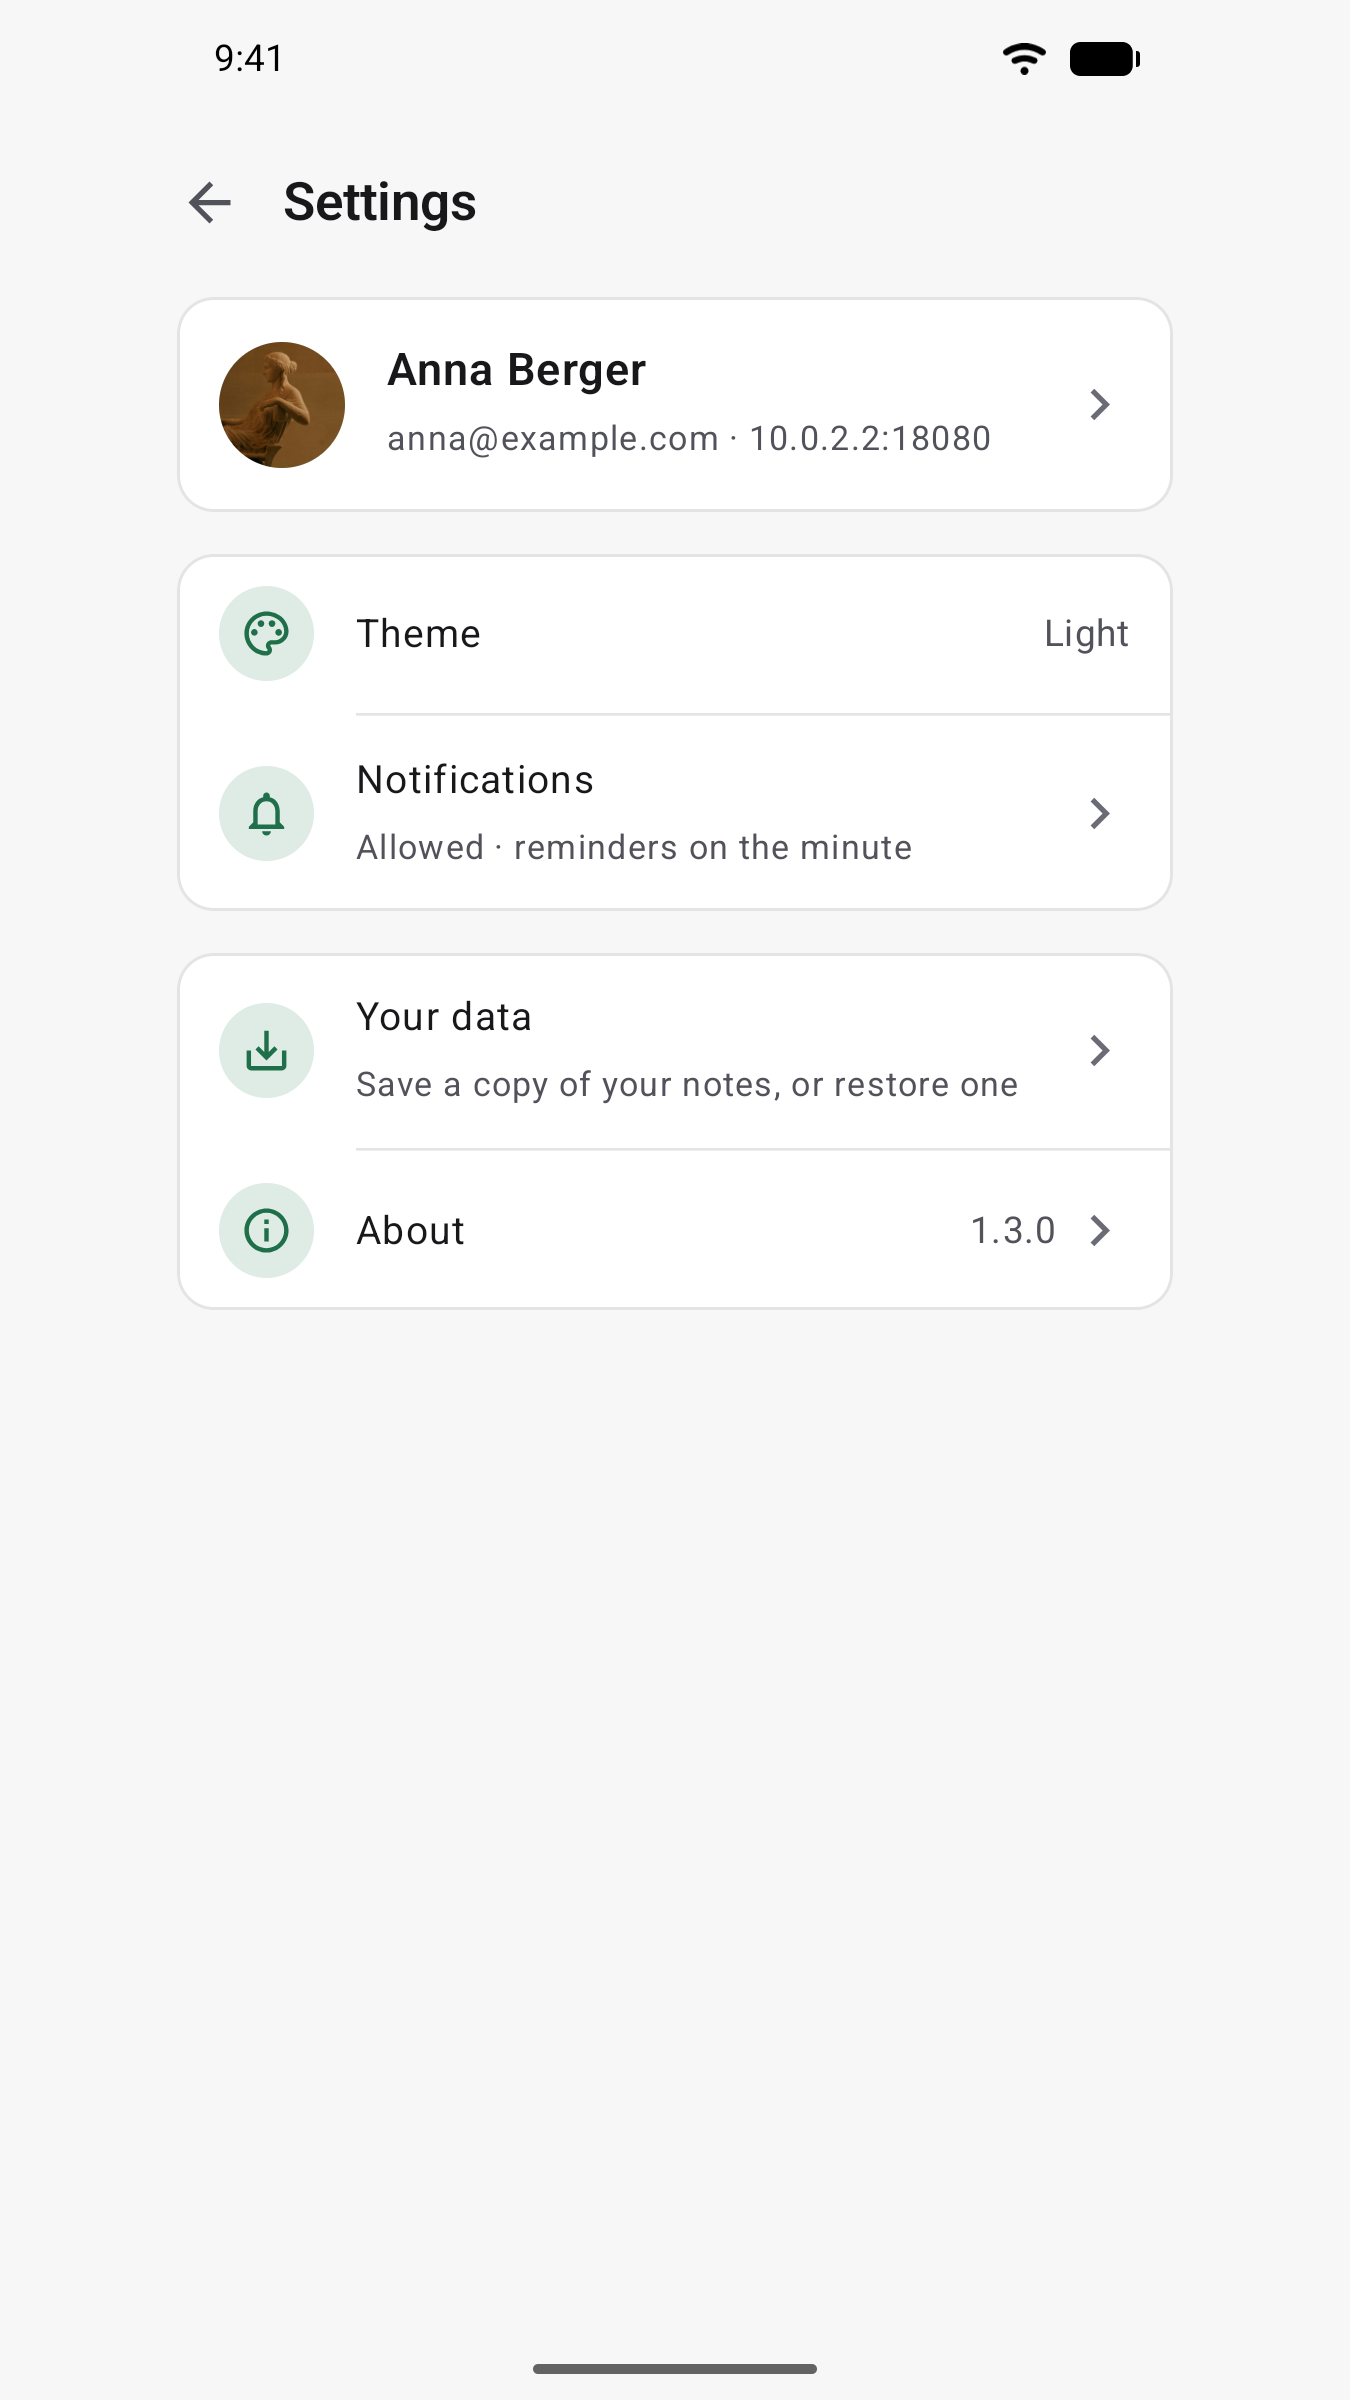 9:41
Settings
Anna Berger
anna@example.com · 10.0.2.2:18080
Theme
Light
Notifications
Allowed · reminders on the minute
Your data
Save a copy of your notes, or restore one
About
1.3.0